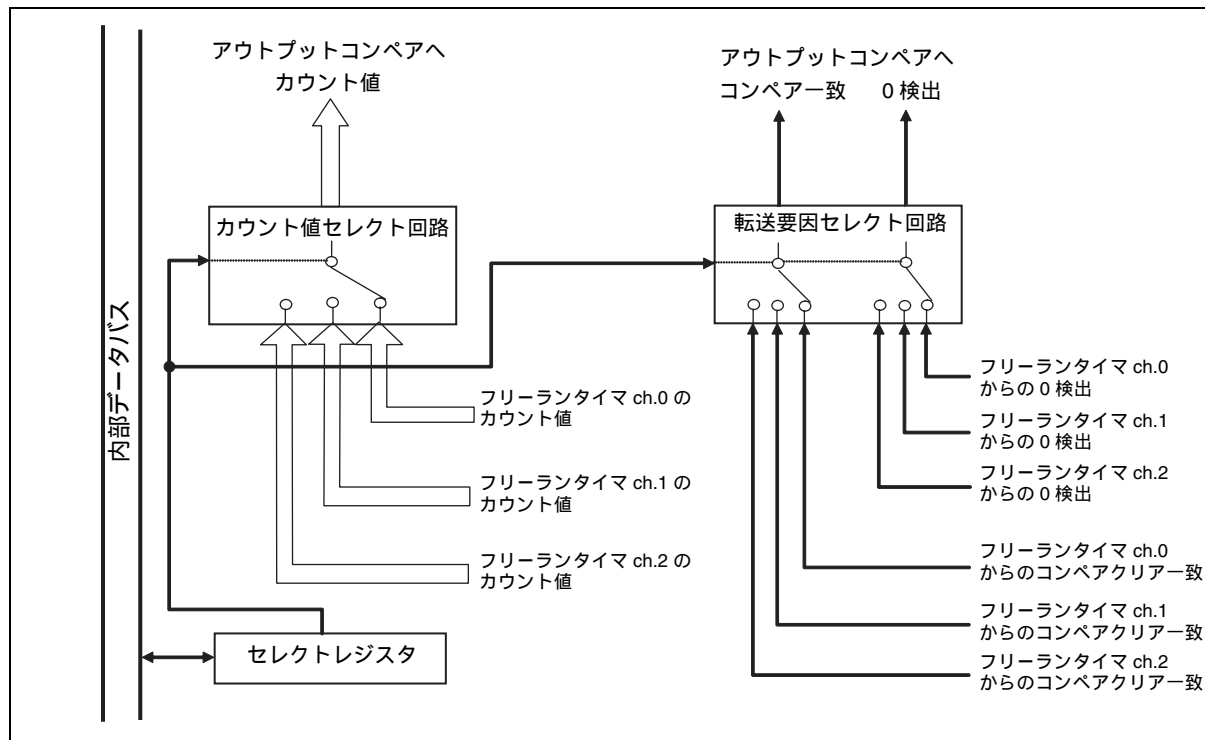 アウトプットコンペアへ
カウント値
アウトプットコンペアへ
コンペア一致 0 検出
カウント値セレクト回路
転送要因セレクト回路
内部データバス
フリーランタイマ ch.0 の
カウント値
フリーランタイマ ch.1 の
カウント値
フリーランタイマ ch.2 の
カウント値
フリーランタイマ ch.0
からの 0 検出
フリーランタイマ ch.1
からの 0 検出
フリーランタイマ ch.2
からの 0 検出
フリーランタイマ ch.0
からのコンペアクリア一致
フリーランタイマ ch.1
からのコンペアクリア一致
フリーランタイマ ch.2
からのコンペアクリア一致
セレクトレジスタ